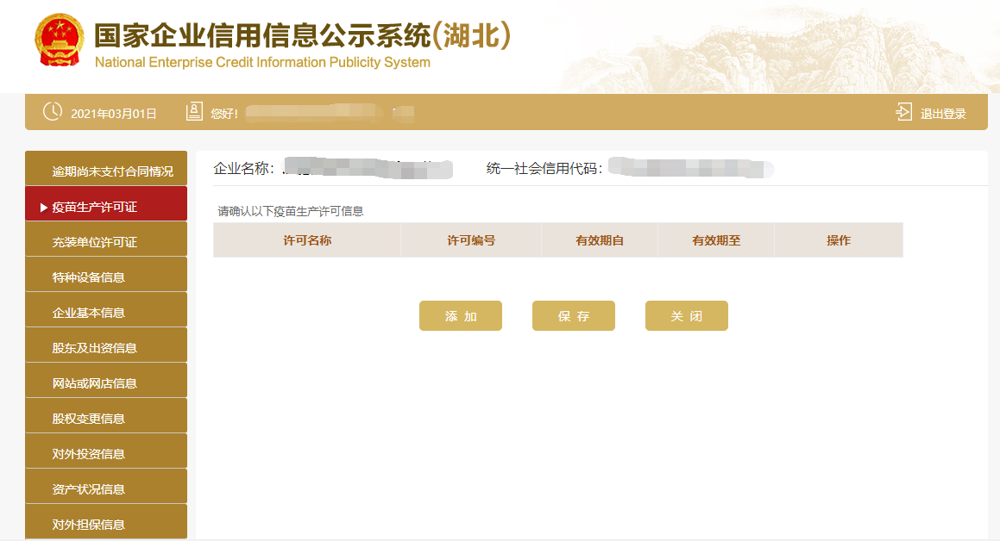 国家企业信用信息公示系统(湖北)
National Enterprise Credit Information Publicity System
2021年03月01日 您好! 退出登录
逾期尚未支付合同情况
疫苗生产许可证
充装单位许可证
特种设备信息
企业基本信息
股东及出资信息
网站或网店信息
股权变更信息
对外投资信息
资产状况信息
对外担保信息
企业名称: 统一社会信用代码:
请确认以下疫苗生产许可信息
许可名称 许可编号 有效期自 有效期至 操作
添 加 保 存 关 闭